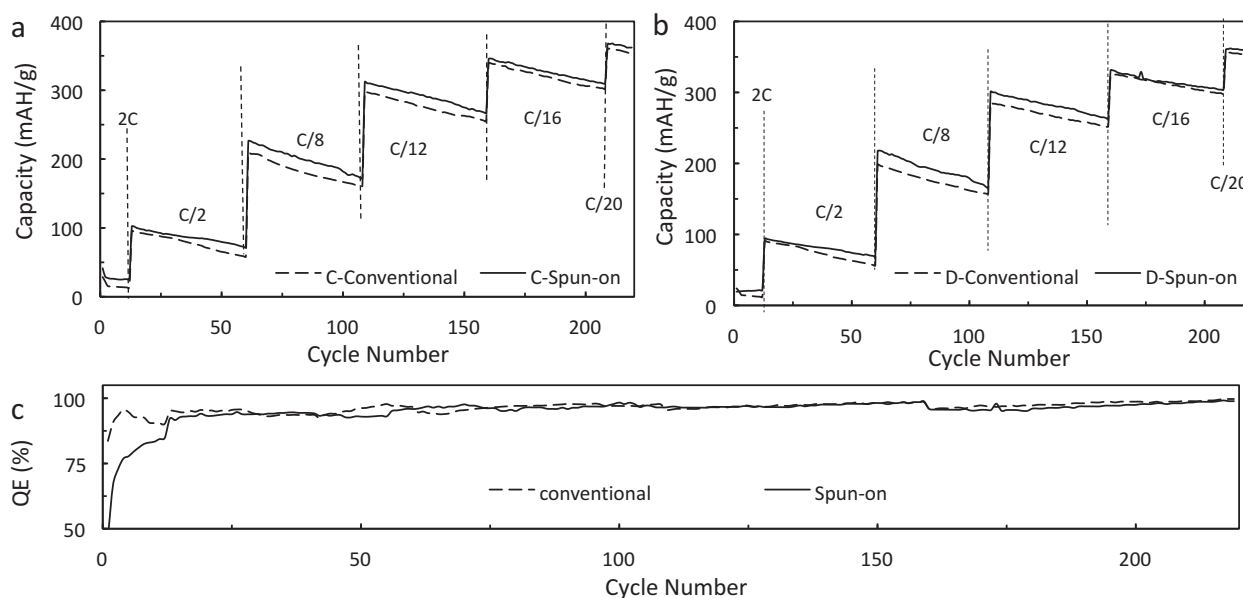 a
400
300
200
100
0
Capacity (mAH/g)
2C
C/2
C/8
C/12
C/16
C/20
C-Conventional
C-Spun-on
0 50 100 150 200
Cycle Number
b
400
300
200
100
0
Capacity (mAH/g)
2C
C/2
C/8
C/12
C/16
C/20
D-Conventional
D-Spun-on
0 50 100 150 200
Cycle Number
c
100
75
50
QE (%)
conventional
Spun-on
0 50 100 150 200
Cycle Number